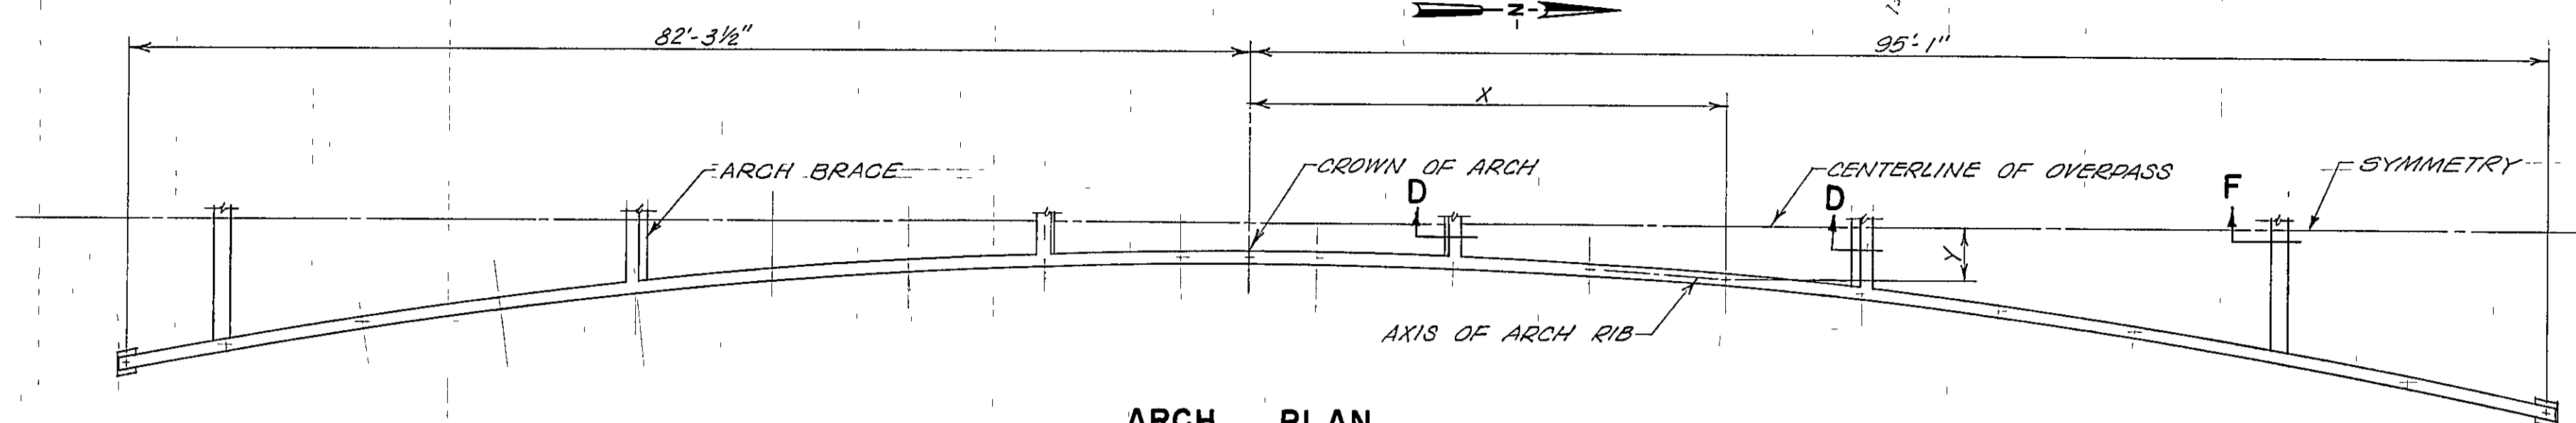 N
82'-3½"
95'-1"
X
ARCH BRACE
CROWN OF ARCH
CENTERLINE OF OVERPASS
SYMMETRY
D
D
F
Y
AXIS OF ARCH RIB
ARCH PLAN